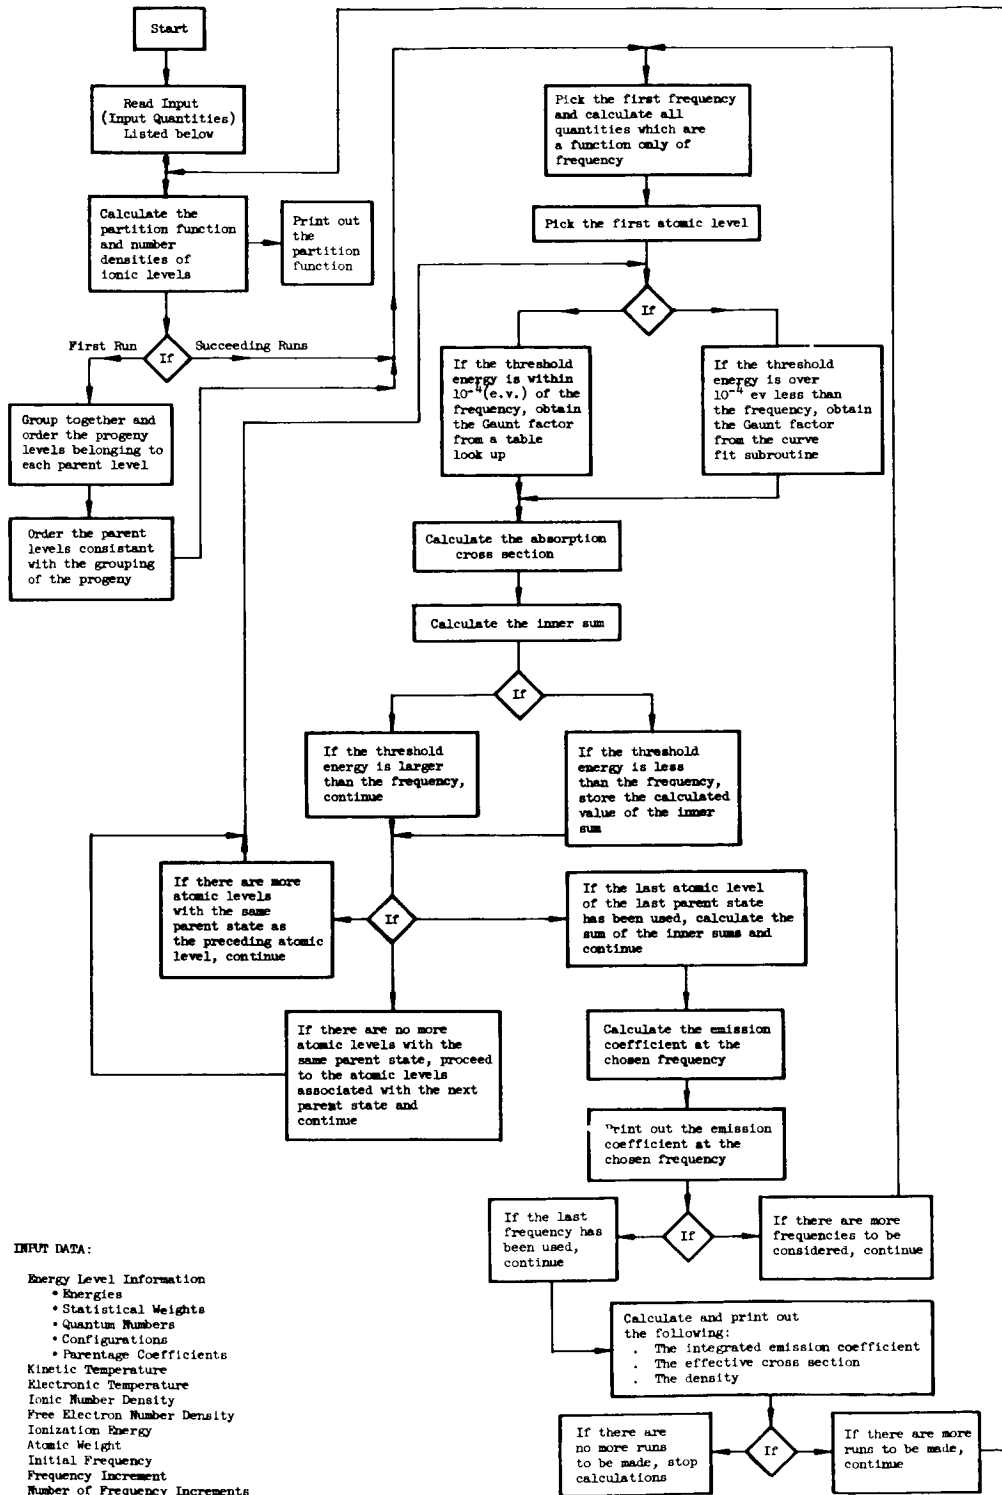 Start
Read Input
(Input Quantities)
Listed below
Calculate the
partition function
and number
densities of
ionic levels
Print out
the
partition
function
First Run
If
Succeeding Runs
Group together and
order the progeny
levels belonging to
each parent level
Order the parent
levels consistant
with the grouping
of the progeny
Pick the first frequency
and calculate all
quantities which are
a function only of
frequency
Pick the first atomic level
If
If the threshold
energy is within
10⁻⁴(e.v.) of the
frequency, obtain
the Gaunt factor
from a table
look up
If the threshold
energy is over
10⁻⁴ ev less than
the frequency, obtain
the Gaunt factor
from the curve
fit subroutine
Calculate the absorption
cross section
Calculate the inner sum
If
If the threshold
energy is larger
than the frequency,
continue
If the threshold
energy is less
than the frequency,
store the calculated
value of the inner
sum
If there are more
atomic levels
with the same
parent state as
the preceding atomic
level, continue
If
If the last atomic level
of the last parent state
has been used, calculate the
sum of the inner sums and
continue
If there are no more
atomic levels with the
same parent state, proceed
to the atomic levels
associated with the next
parent state and
continue
Calculate the emission
coefficient at the
chosen frequency
Print out the emission
coefficient at the
chosen frequency
If the last
frequency has
been used,
continue
If
If there are more
frequencies to be
considered, continue
Calculate and print out
the following:
. The integrated emission coefficient
. The effective cross section
. The density
If there are
no more runs
to be made, stop
calculations
If
If there are more
runs to be made,
continue
INPUT DATA:
Energy Level Information
• Energies
• Statistical Weights
• Quantum Numbers
• Configurations
• Parentage Coefficients
Kinetic Temperature
Electronic Temperature
Ionic Number Density
Free Electron Number Density
Ionization Energy
Atomic Weight
Initial Frequency
Frequency Increment
Number of Frequency Increments